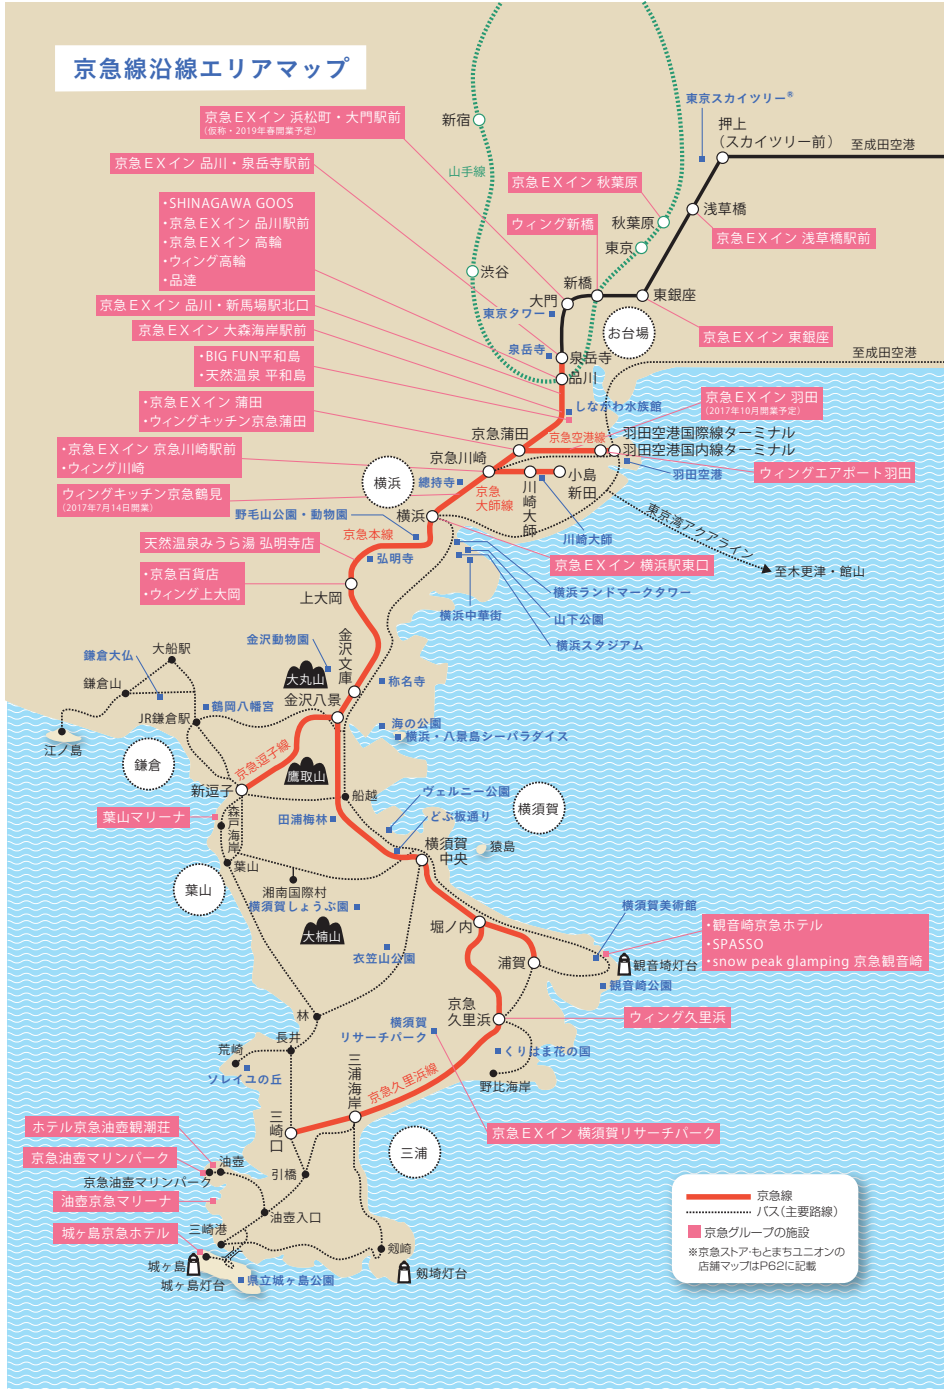 京急線沿線エリアマップ
東京スカイツリー®
京急EXイン 浜松町・大門駅前
(仮称・2019年春開業予定)
新宿
押上
(スカイツリー前)
至成田空港
京急EXイン 品川・泉岳寺駅前
山手線
京急EXイン 秋葉原
・SHINAGAWA GOOS
・京急EXイン 品川駅前
・京急EXイン 高輪
・ウィング高輪
・品達
ウィング新橋
秋葉原
浅草橋
京急EXイン 浅草橋駅前
東京
渋谷
新橋
東銀座
大門
京急EXイン 品川・新馬場駅北口
東京タワー
お台場
京急EXイン 東銀座
京急EXイン 大森海岸駅前
泉岳寺
泉岳寺
至成田空港
・BIG FUN平和島
・天然温泉 平和島
品川
・京急EXイン 蒲田
・ウィングキッチン京急蒲田
しながわ水族館
京急EXイン 羽田
(2017年10月開業予定)
京急蒲田
京急空港線
羽田空港国際線ターミナル
羽田空港国内線ターミナル
・京急EXイン 京急川崎駅前
・ウィング川崎
京急川崎
羽田空港
ウィングエアポート羽田
横浜
總持寺
京急
大師線
川崎大師
小島
新田
ウィングキッチン京急鶴見
(2017年7月14日開業)
野毛山公園・動物園
横浜
東京湾アクアライン
京急本線
川崎大師
天然温泉みうら湯 弘明寺店
弘明寺
京急EXイン 横浜駅東口
至木更津・館山
・京急百貨店
・ウィング上大岡
上大岡
横浜ランドマークタワー
横浜中華街
山下公園
横浜スタジアム
金沢動物園
金沢文庫
大船駅
鎌倉大仏
大丸山
称名寺
鎌倉山
金沢八景
鶴岡八幡宮
JR鎌倉駅
海の公園
横浜・八景島シーパラダイス
江ノ島
鎌倉
京急逗子線
鷹取山
新逗子
船越
ヴェルニー公園
横須賀
葉山マリーナ
森戸海岸
田浦梅林
どぶ板通り
横須賀
中央
猿島
葉山
葉山
湘南国際村
横須賀しょうぶ園
堀ノ内
横須賀美術館
大楠山
・観音崎京急ホテル
・SPASSO
・snow peak glamping 京急観音崎
衣笠山公園
浦賀
観音埼灯台
観音崎公園
京急
久里浜
林
ウィング久里浜
横須賀
リサーチパーク
長井
荒崎
くりはま花の国
ソレイユの丘
三浦海岸
京急久里浜線
野比海岸
ホテル京急油壺観潮荘
三崎口
京急EXイン 横須賀リサーチパーク
京急油壺マリンパーク
油壺
三浦
京急油壺マリンパーク
引橋
油壺京急マリーナ
油壺入口
三崎港
城ヶ島京急ホテル
剱崎
城ヶ島
城ヶ島灯台
県立城ヶ島公園
剱埼灯台
京急線
バス(主要路線)
京急グループの施設
※京急ストア・もとまちユニオンの
店舗マップはP62に記載